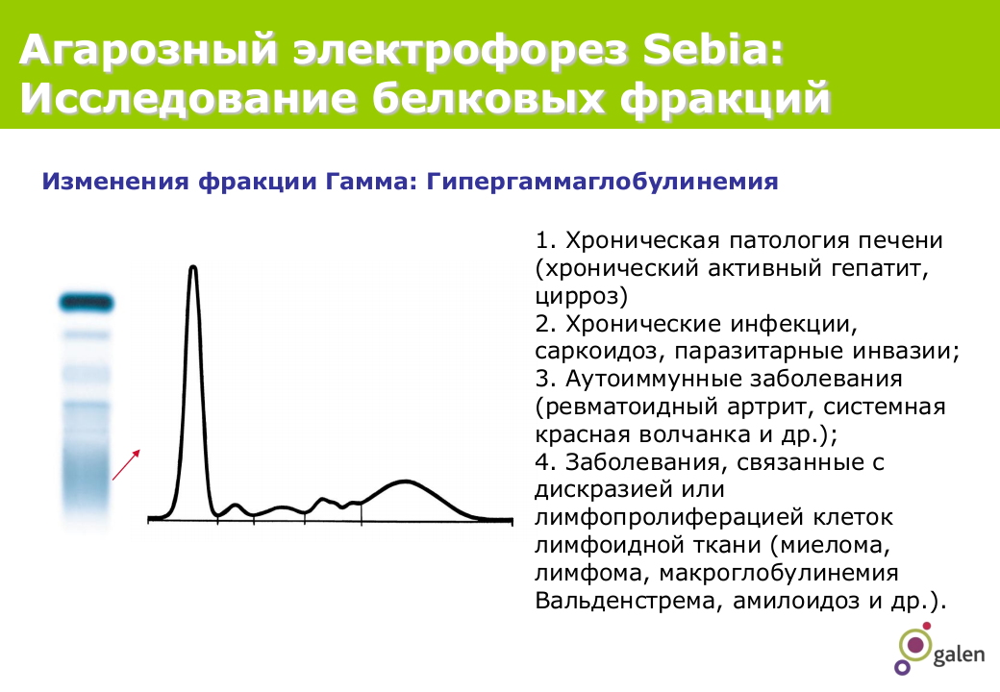 Агарозный электрофорез Sebia:
Исследование белковых фракций
Изменения фракции Гамма: Гипергаммаглобулинемия
1. Хроническая патология печени
(хронический активный гепатит,
цирроз)
2. Хронические инфекции,
саркоидоз, паразитарные инвазии;
3. Аутоиммунные заболевания
(ревматоидный артрит, системная
красная волчанка и др.);
4. Заболевания, связанные с
дискразией или
лимфопролиферацией клеток
лимфоидной ткани (миелома,
лимфома, макроглобулинемия
Вальденстрема, амилоидоз и др.).
galen